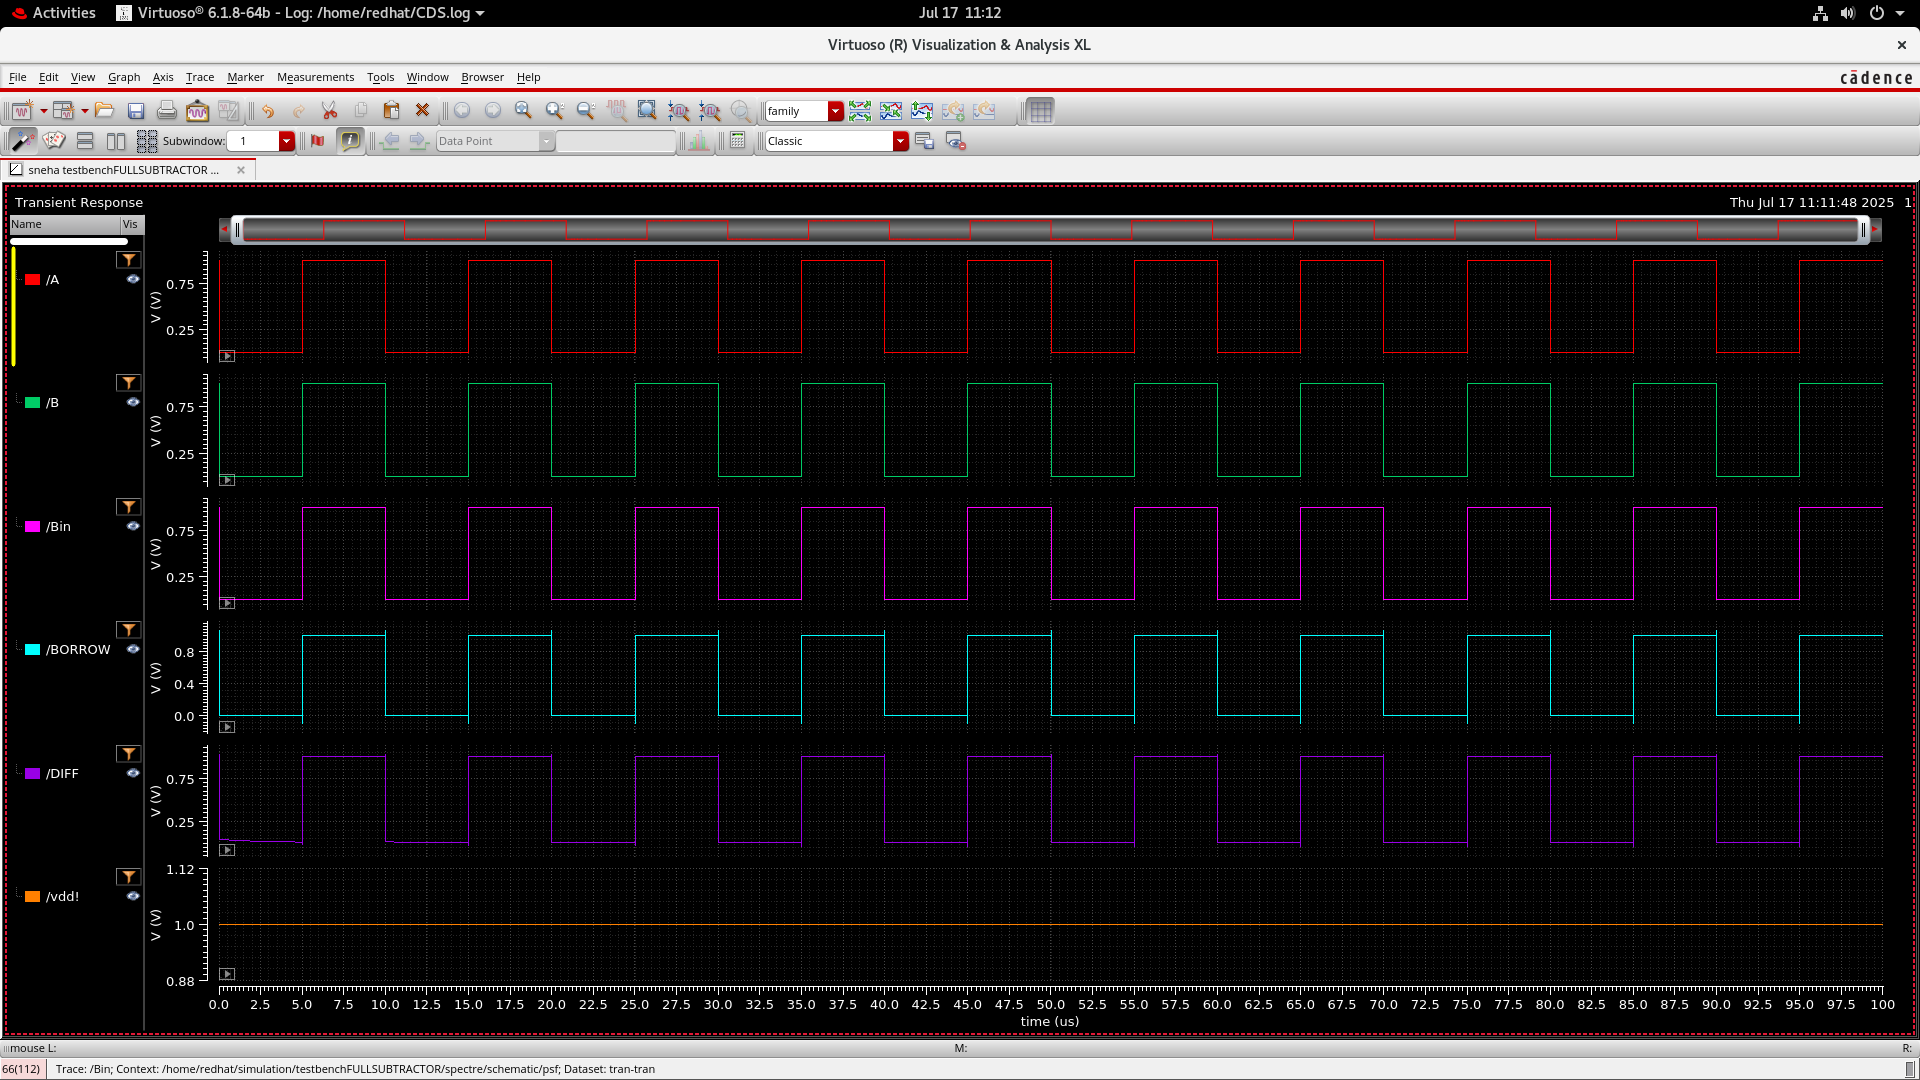 Activities
Virtuoso® 6.1.8-64b - Log: /home/redhat/CDS.log
Jul 17 11:12
Virtuoso (R) Visualization & Analysis XL
File Edit View Graph Axis Trace Marker Measurements Tools Window Browser Help
cādence
family
Subwindow: 1
Data Point
Classic
sneha testbenchFULLSUBTRACTOR ...
Transient Response
Thu Jul 17 11:11:48 2025 1
Name Vis
/A
V (V)
0.75
0.25
/B
V (V)
0.75
0.25
/Bin
V (V)
0.75
0.25
/BORROW
V (V)
0.8
0.4
0.0
/DIFF
V (V)
0.75
0.25
/vdd!
V (V)
1.12
1.0
0.88
0.0 2.5 5.0 7.5 10.0 12.5 15.0 17.5 20.0 22.5 25.0 27.5 30.0 32.5 35.0 37.5 40.0 42.5 45.0 47.5 50.0 52.5 55.0 57.5 60.0 62.5 65.0 67.5 70.0 72.5 75.0 77.5 80.0 82.5 85.0 87.5 90.0 92.5 95.0 97.5 100
time (us)
mouse L: M: R:
66(112)
Trace: /Bin; Context: /home/redhat/simulation/testbenchFULLSUBTRACTOR/spectre/schematic/psf; Dataset: tran-tran